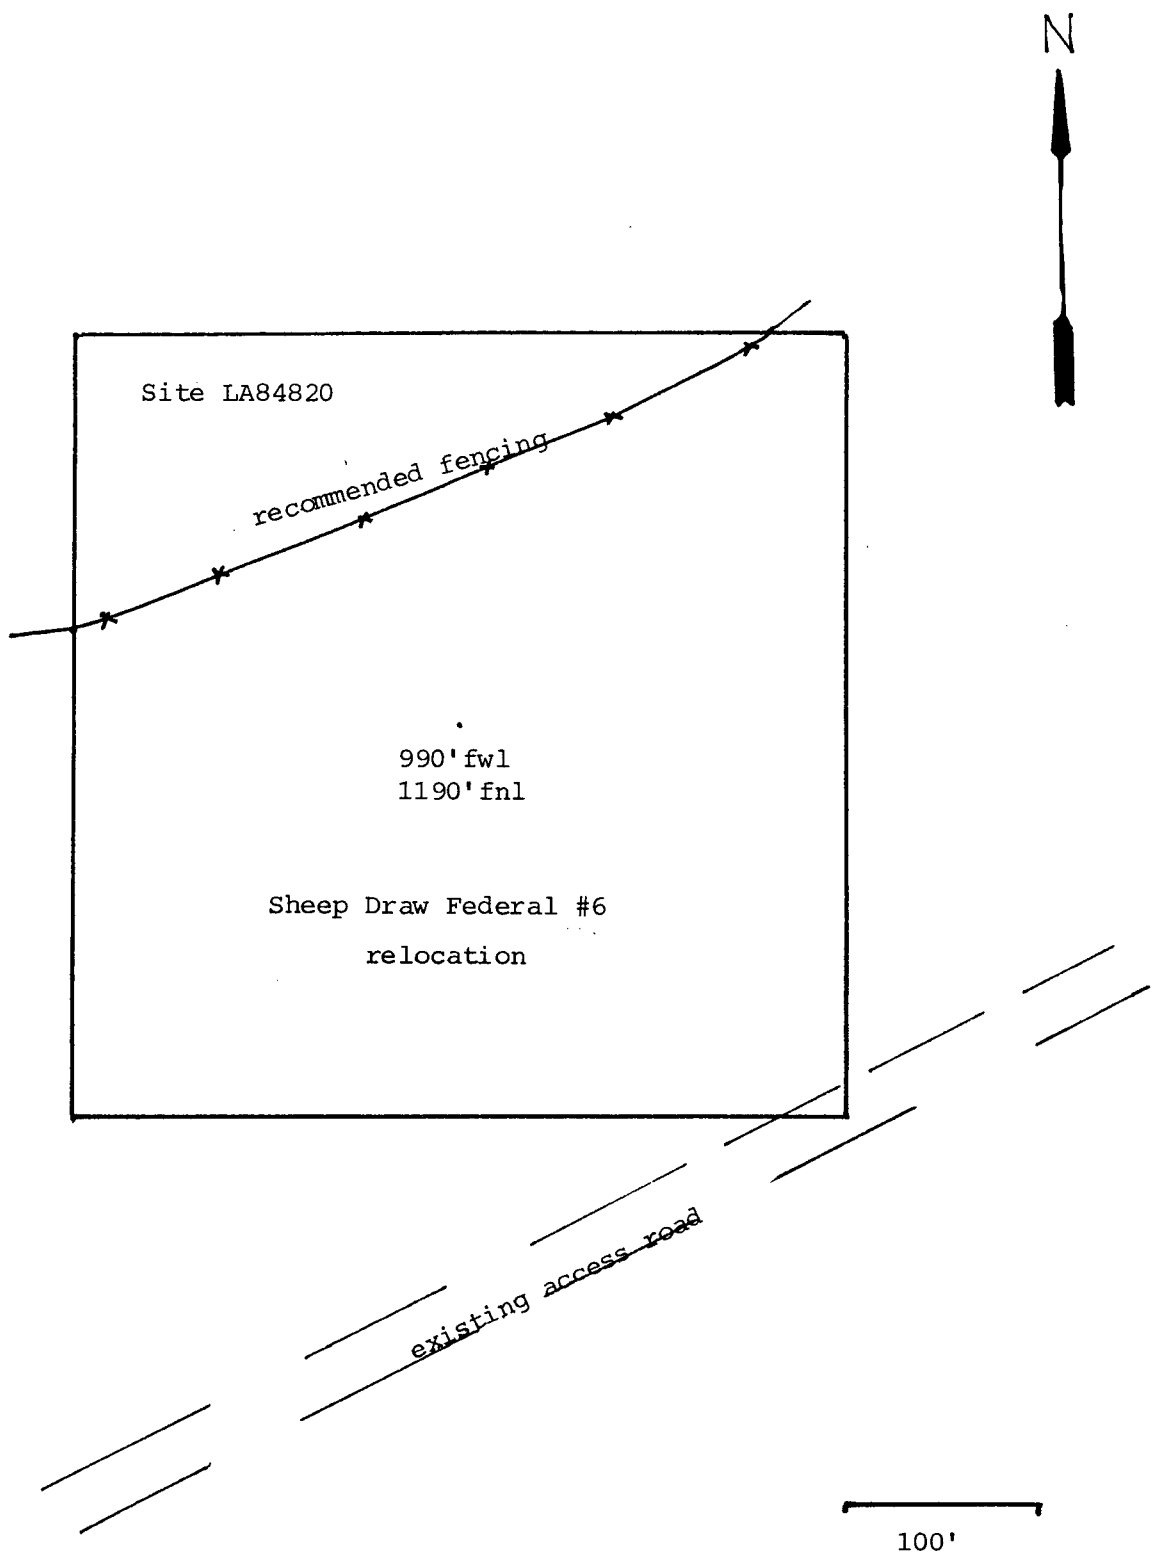 N
Site LA84820
recommended fencing
990'fwl
1190'fnl
Sheep Draw Federal #6
relocation
existing access road
100'